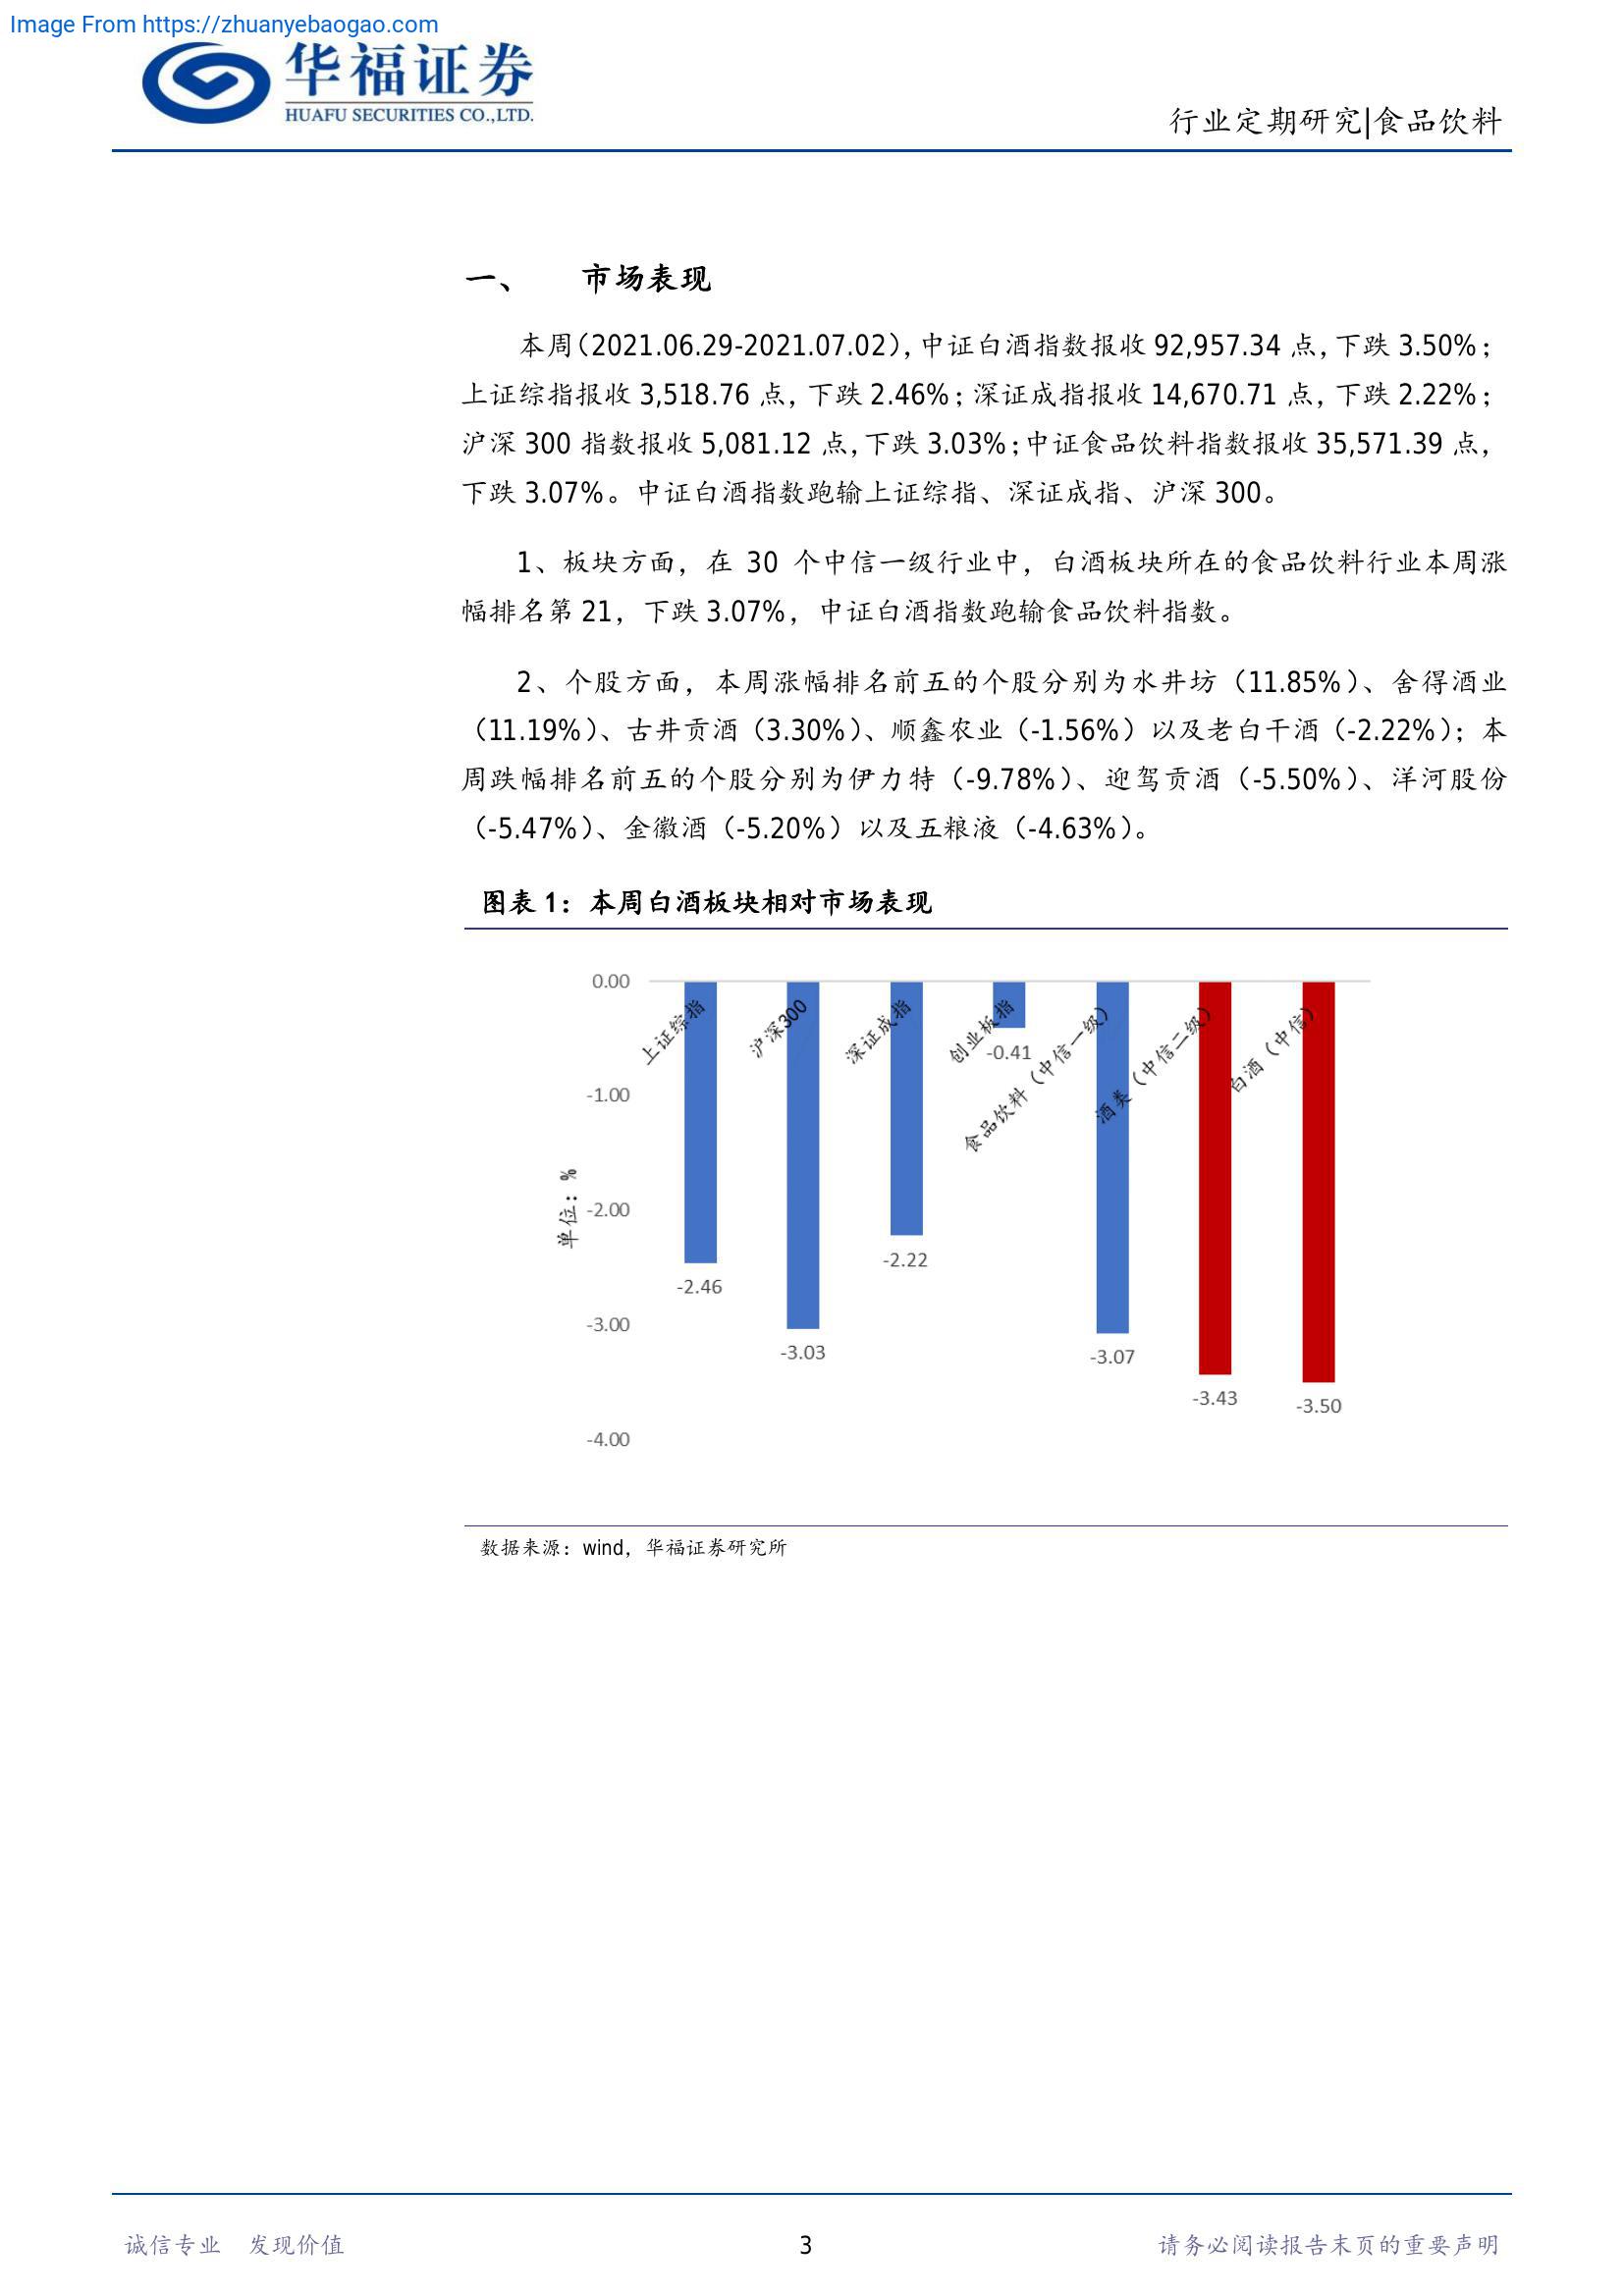 Image From https://zhuanyebaogao.com
华福证券
HUAFU SECURITIES CO.,LTD.
行业定期研究|食品饮料
一、 市场表现
本周（2021.06.29-2021.07.02），中证白酒指数报收 92,957.34 点，下跌 3.50%；
上证综指报收 3,518.76 点，下跌 2.46%；深证成指报收 14,670.71 点，下跌 2.22%；
沪深 300 指数报收 5,081.12 点，下跌 3.03%；中证食品饮料指数报收 35,571.39 点，
下跌 3.07%。中证白酒指数跑输上证综指、深证成指、沪深 300。
1、板块方面，在 30 个中信一级行业中，白酒板块所在的食品饮料行业本周涨
幅排名第 21，下跌 3.07%，中证白酒指数跑输食品饮料指数。
2、个股方面，本周涨幅排名前五的个股分别为水井坊（11.85%）、舍得酒业
（11.19%）、古井贡酒（3.30%）、顺鑫农业（-1.56%）以及老白干酒（-2.22%）；本
周跌幅排名前五的个股分别为伊力特（-9.78%）、迎驾贡酒（-5.50%）、洋河股份
（-5.47%）、金徽酒（-5.20%）以及五粮液（-4.63%）。
图表 1：本周白酒板块相对市场表现
0.00
-1.00
-2.00
-3.00
-4.00
单位：%
上证综指
沪深300
深证成指
创业板指
食品饮料（中信一级）
酒类（中信二级）
白酒（中信）
-2.46
-3.03
-2.22
-0.41
-3.07
-3.43
-3.50
数据来源：wind，华福证券研究所
诚信专业 发现价值
3
请务必阅读报告末页的重要声明